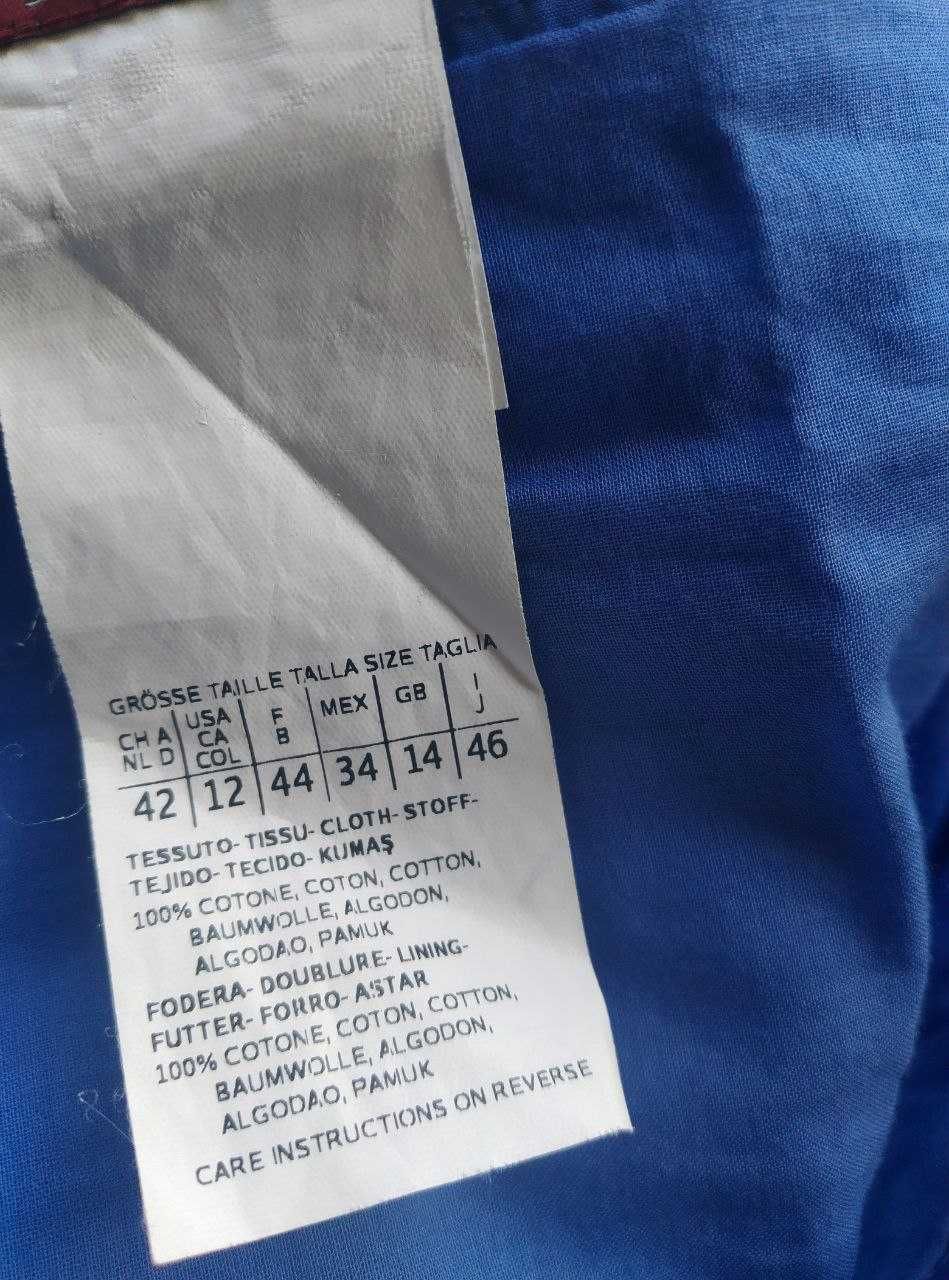 GRÖSSE TAILLE TALLA SIZE TAGLIA
CH A USA F MEX GB I
NL D CA B J
COL
42 12 44 34 14 46
TESSUTO- TISSU- CLOTH- STOFF-
TEJIDO- TECIDO- KUMAŞ
100% COTONE, COTON, COTTON,
BAUMWOLLE, ALGODON,
ALGODAO, PAMUK
FODERA- DOUBLURE- LINING-
FUTTER- FORRO- ASTAR
100% COTONE, COTON, COTTON,
BAUMWOLLE, ALGODON,
ALGODAO, PAMUK
CARE INSTRUCTIONS ON REVERSE